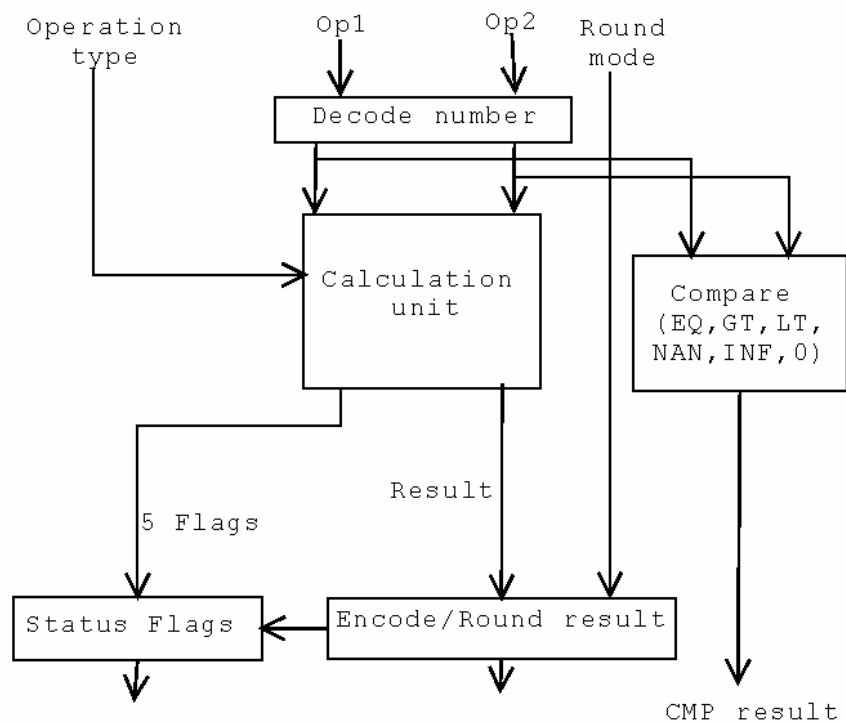 Operation
type
Op1
Op2
Round
mode
Decode number
Calculation
unit
Compare
(EQ,GT,LT,
NAN,INF,0)
5 Flags
Result
Status Flags
Encode/Round result
CMP result